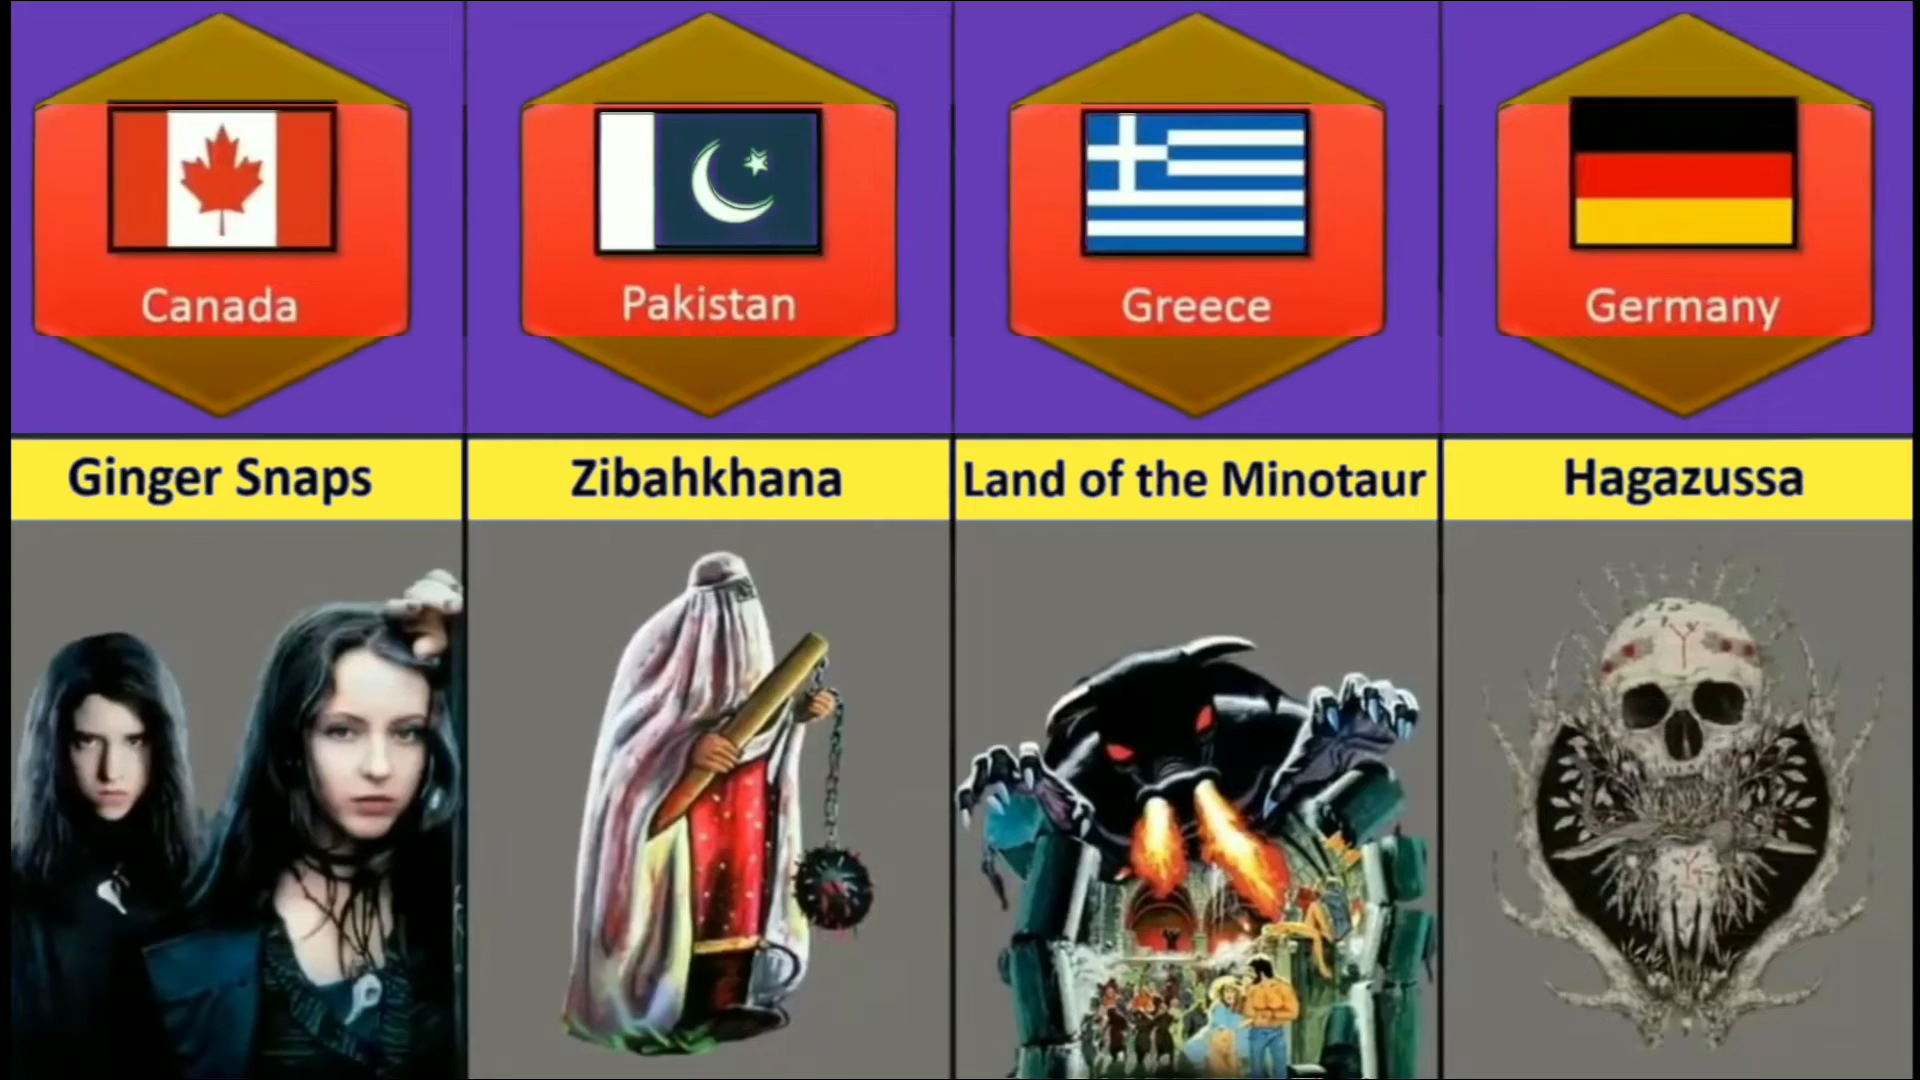 Canada
Pakistan
Greece
Germany
Ginger Snaps
Zibahkhana
Land of the Minotaur
Hagazussa